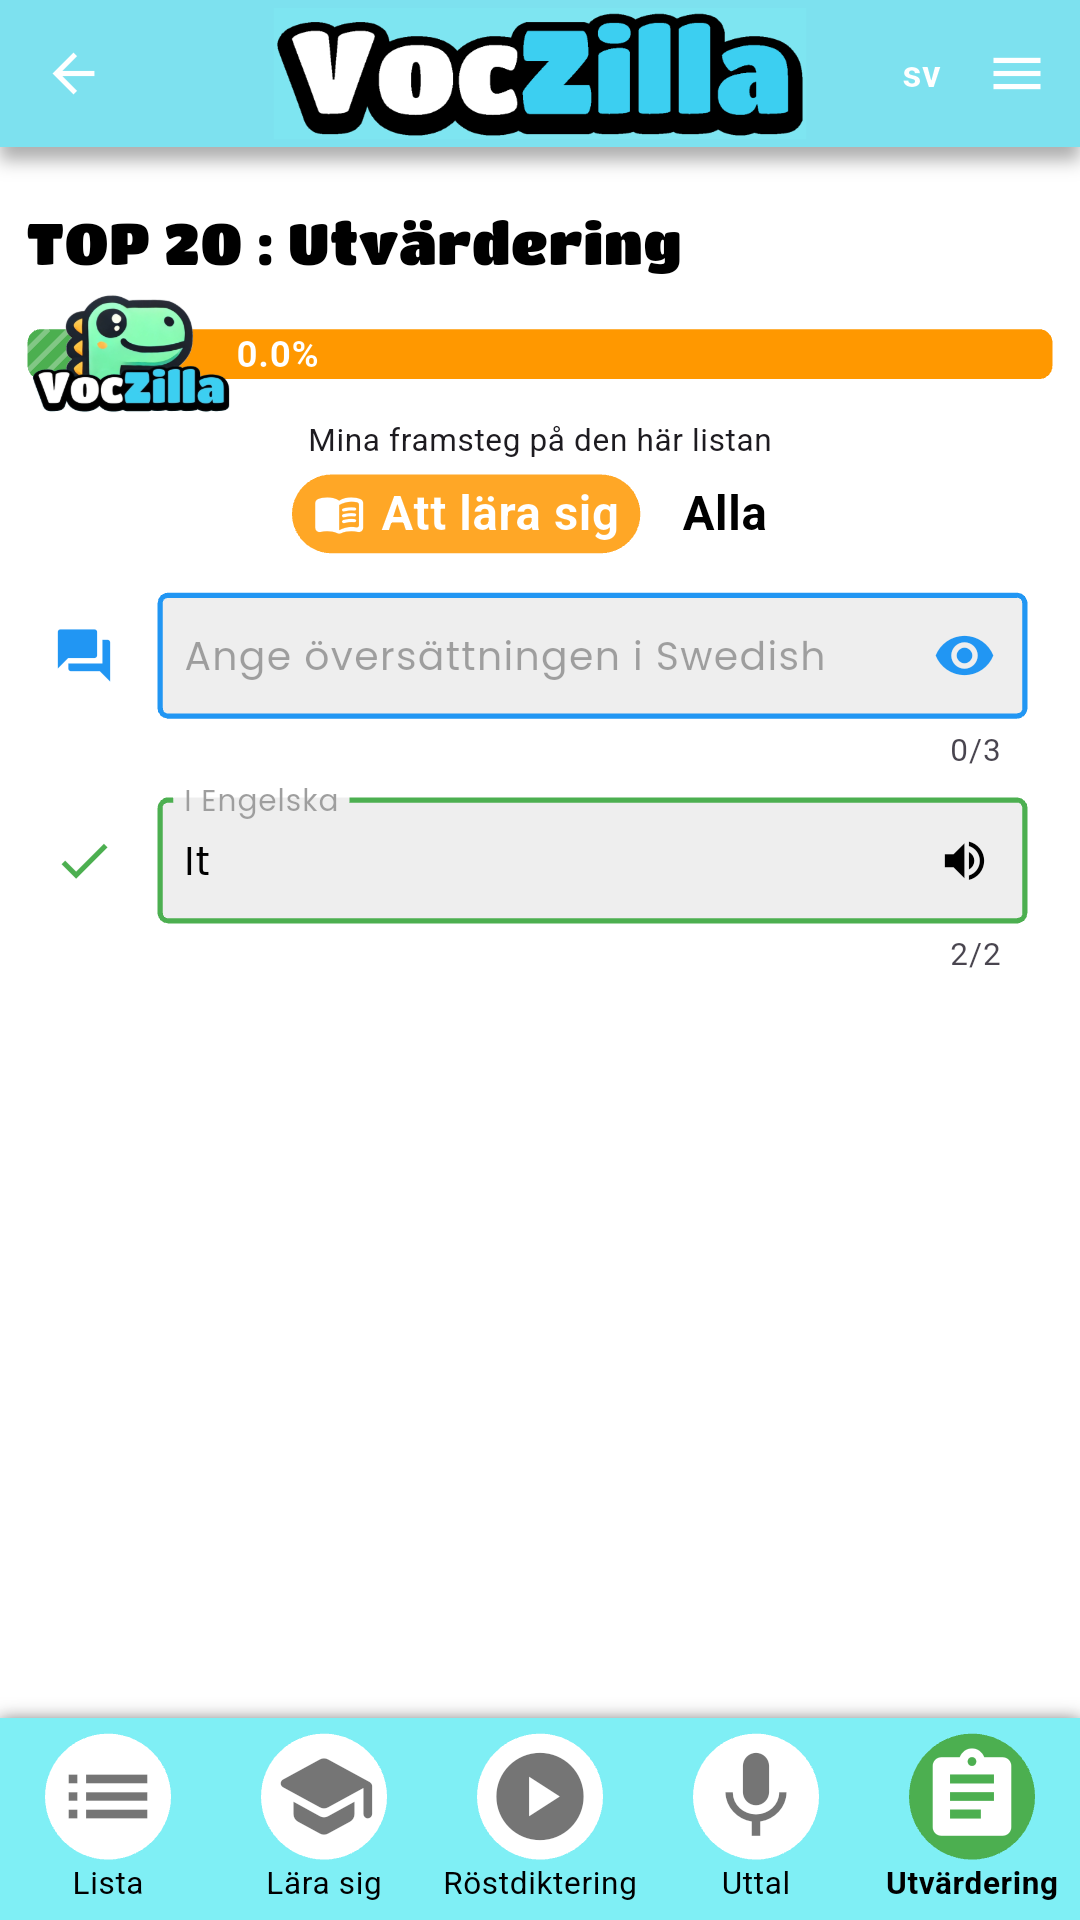 VocZilla
sv
TOP 20 : Utvärdering
0.0%
VocZilla
Mina framsteg på den här listan
Att lära sig
Alla
Ange översättningen i Swedish
0/3
I Engelska
It
2/2
Lista
Lära sig
Röstdiktering
Uttal
Utvärdering